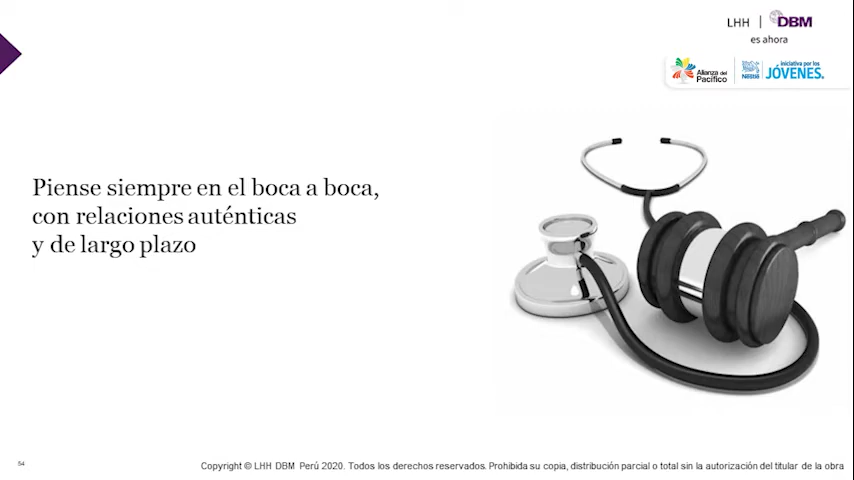 LHH | DBM
es ahora
Alianza del
Pacífico
Nestlé
iniciativa por los
JÓVENES.
Piense siempre en el boca a boca,
con relaciones auténticas
y de largo plazo
54
Copyright © LHH DBM Perú 2020. Todos los derechos reservados. Prohibida su copia, distribución parcial o total sin la autorización del titular de la obra